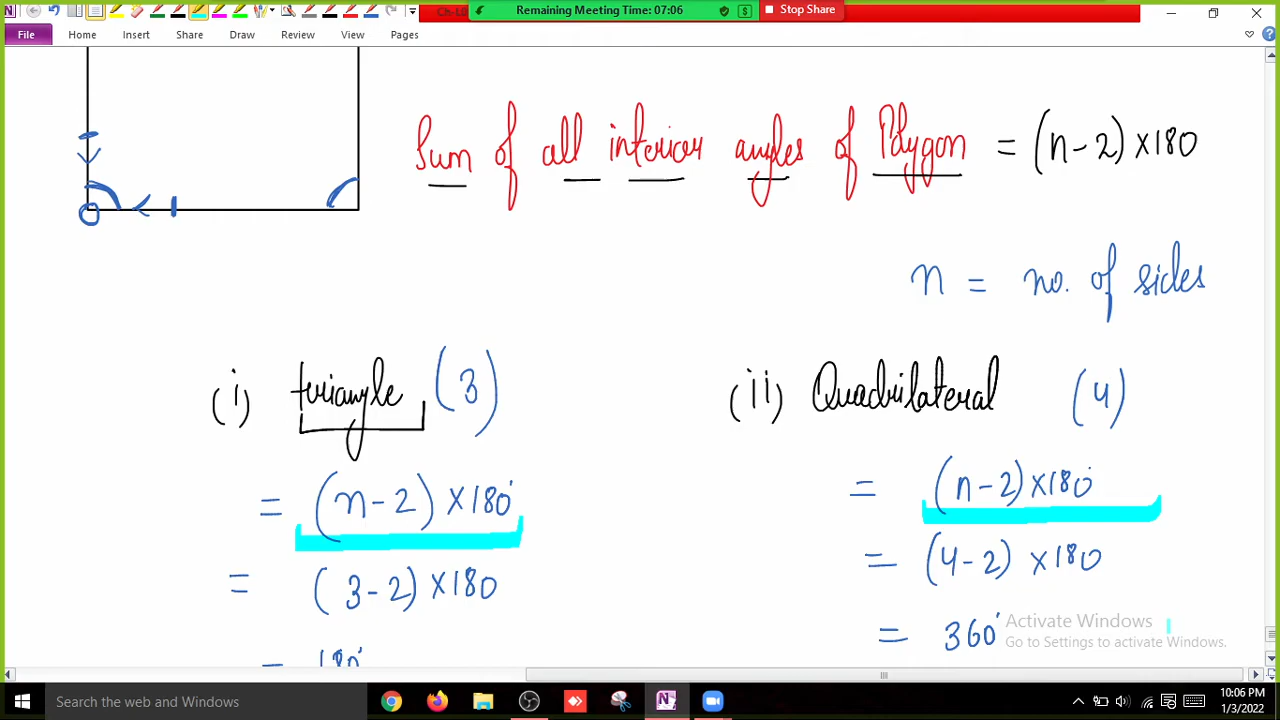 Ch-L
Remaining Meeting Time: 07:06
Stop Share
File Home Insert Share Draw Review View Pages
Sum of all interior angles of Polygon = (n-2)×180
n = no. of sides
(i) triangle (3)
= (n-2)×180°
= (3-2)×180
= 180°
(ii) Quadrilateral (4)
= (n-2)×180°
= (4-2)×180
= 360°
Activate Windows
Go to Settings to activate Windows.
Search the web and Windows
10:06 PM
1/3/2022